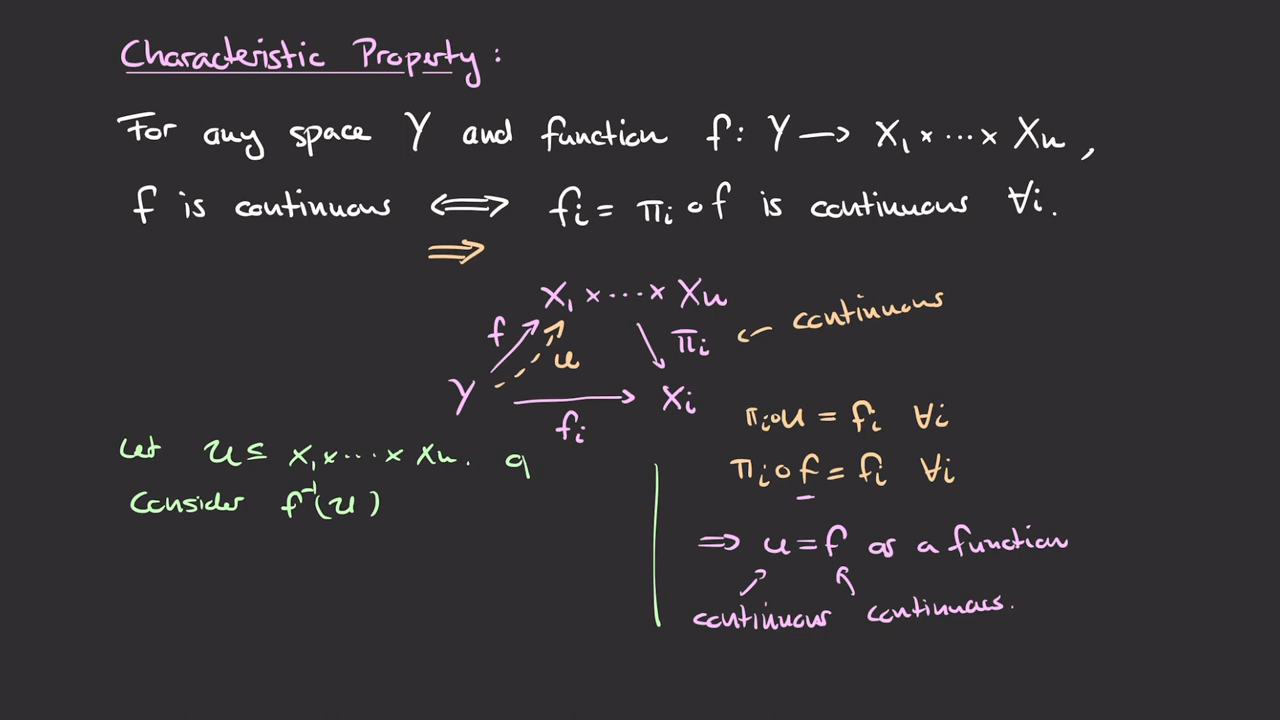 Characteristic Property:
For any space Y and function f: Y → X₁ × ⋯ × Xₙ,
f is continuous ⟺ fᵢ = πᵢ ∘ f is continuous ∀i.
⟹
X₁ × ⋯ × Xₙ
f
u
πᵢ
← continuous
Y
Xᵢ
fᵢ
Let U ⊆ X₁ × ⋯ × Xₙ. q
Consider f⁻¹(U)
πᵢ∘u = fᵢ ∀i
πᵢ∘f = fᵢ ∀i
⟹ u = f as a function
continuous continuous.